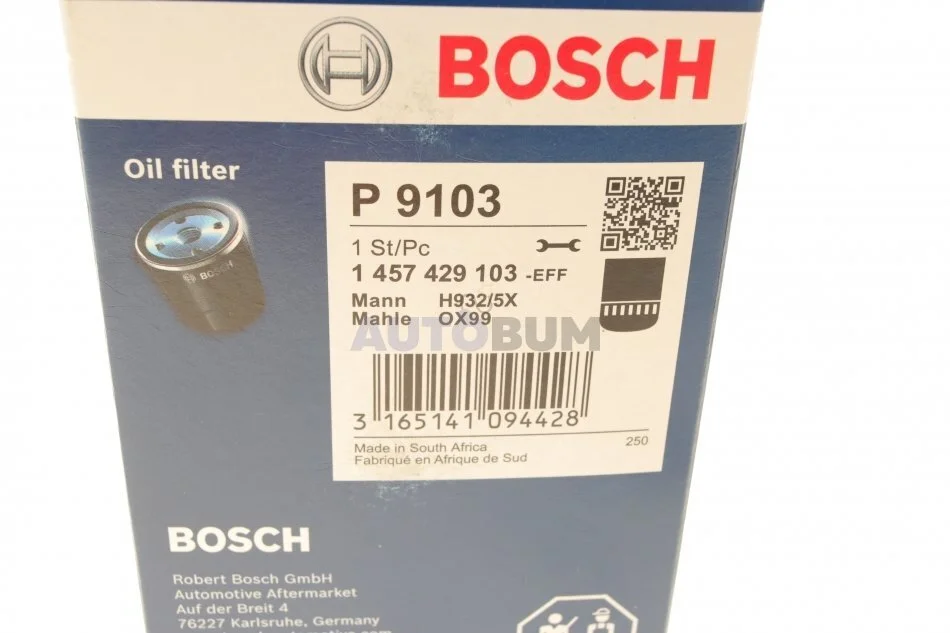 BOSCH
Oil filter
BOSCH
P 9103
1 St/Pc
1 457 429 103 -EFF
Mann H932/5X
Mahle OX99
AUTOBUM
3 165141 094428
Made in South Africa
Fabriqué en Afrique de Sud
250
BOSCH
Robert Bosch GmbH
Automotive Aftermarket
Auf der Breit 4
76227 Karlsruhe, Germany